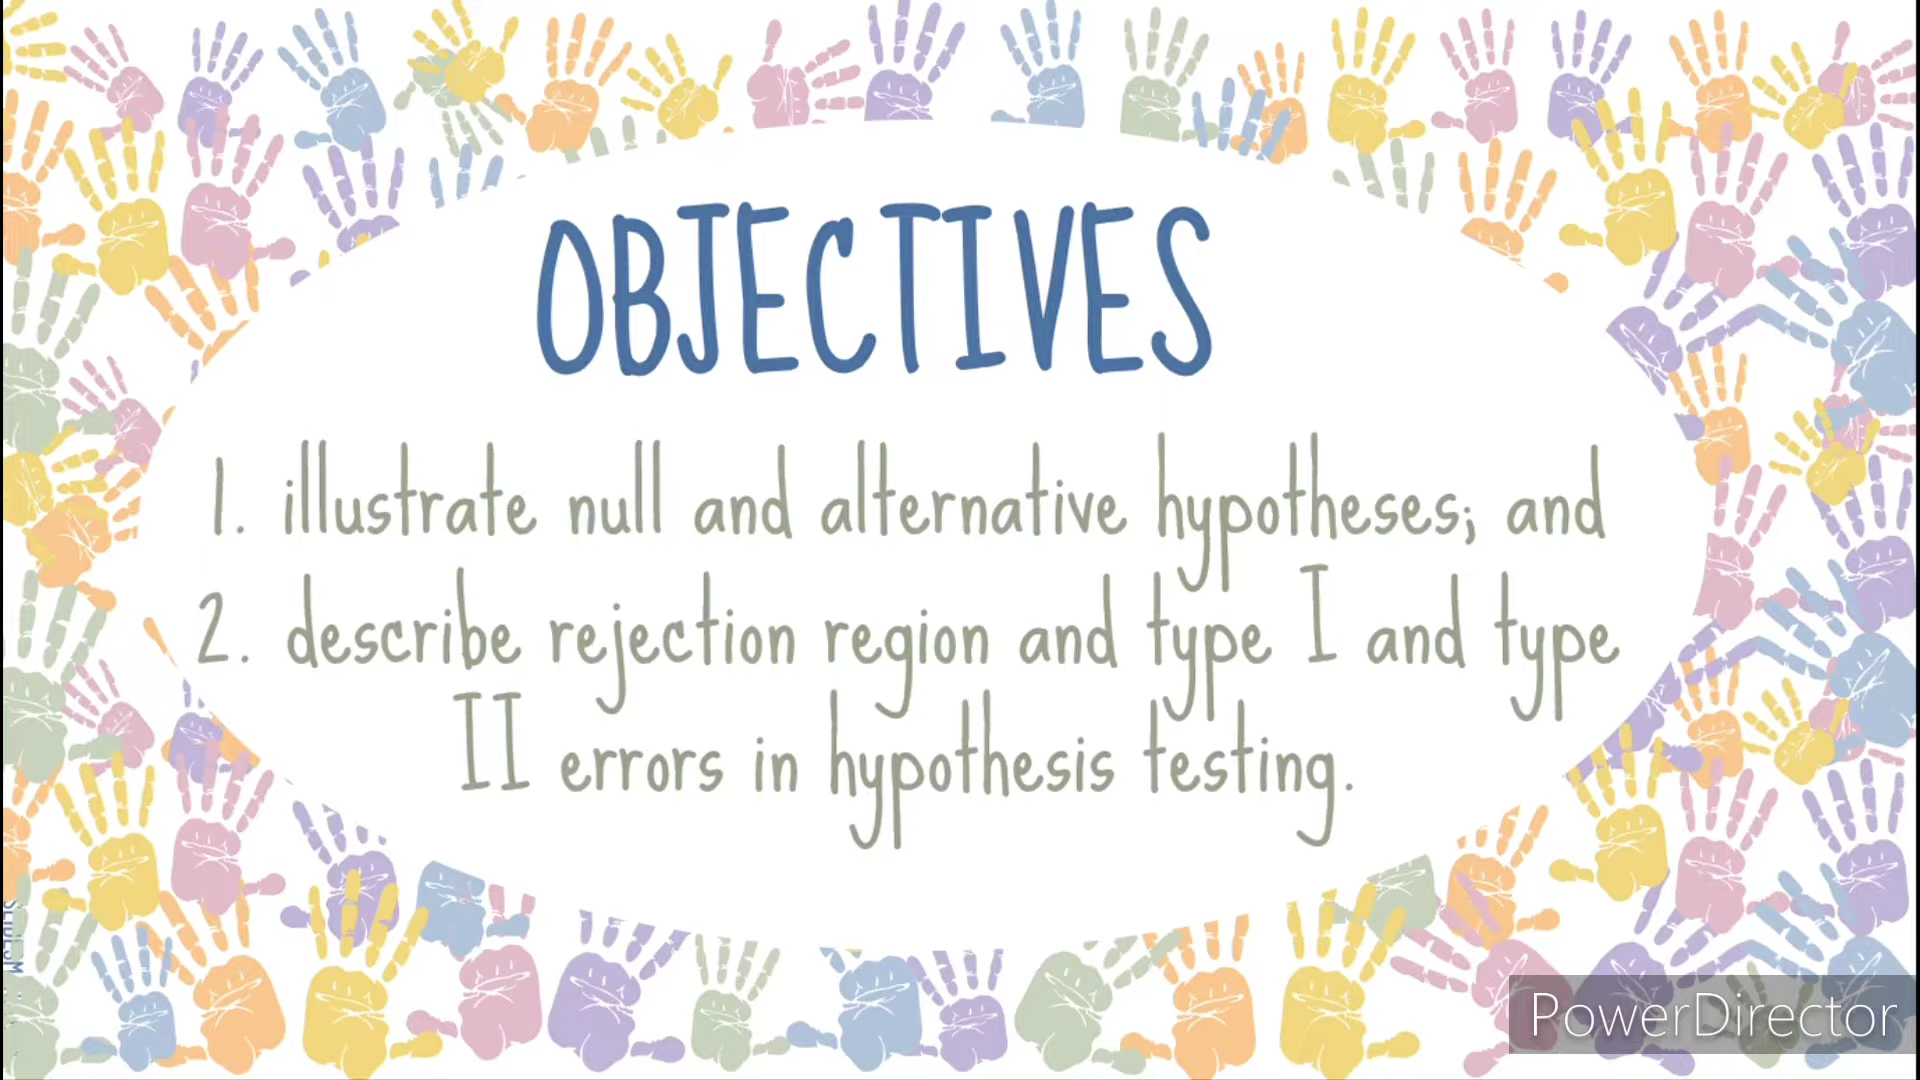 OBJECTIVES
1. illustrate null and alternative hypotheses; and
2. describe rejection region and type I and type
II errors in hypothesis testing.
PowerDirector